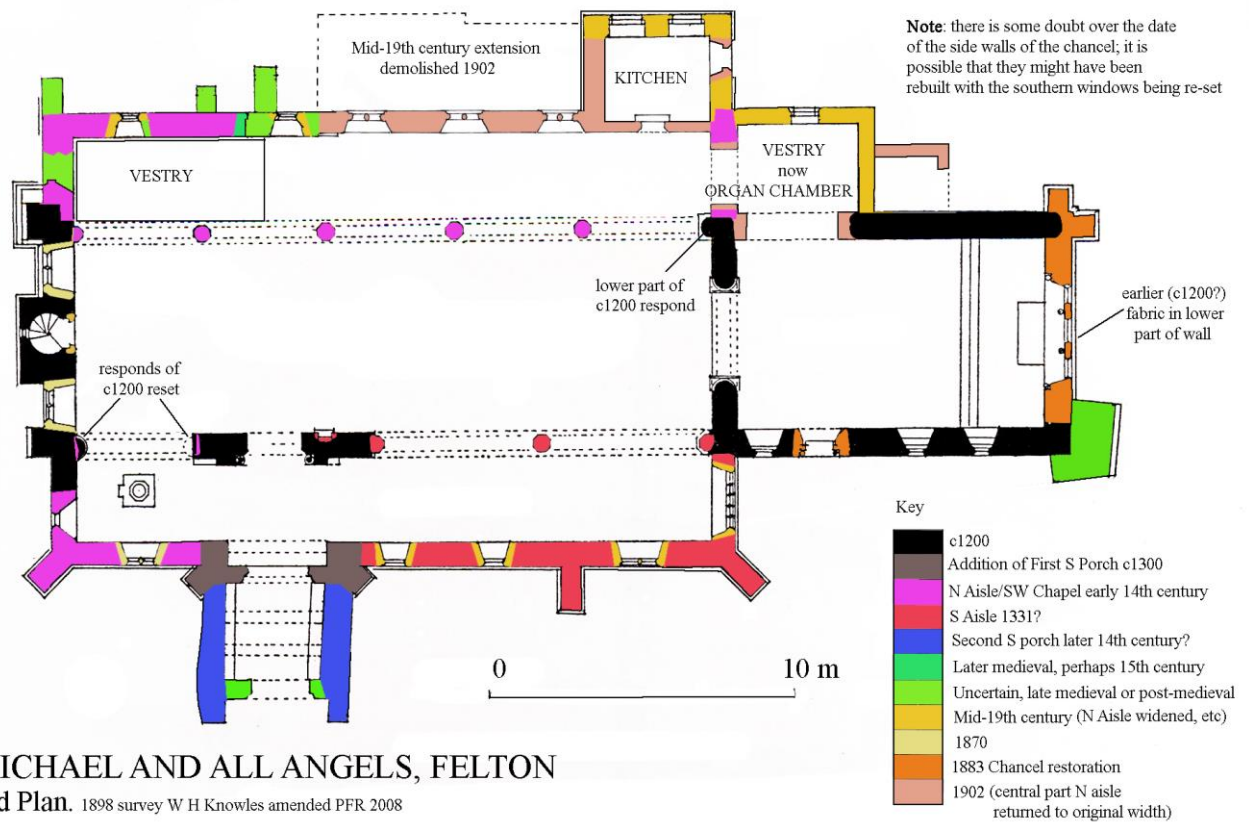 Note: there is some doubt over the date
of the side walls of the chancel; it is
possible that they might have been
rebuilt with the southern windows being re-set
Mid-19th century extension
demolished 1902
KITCHEN
VESTRY
VESTRY
now
ORGAN CHAMBER
lower part of
c1200 respond
earlier (c1200?)
fabric in lower
part of wall
responds of
c1200 reset
Key
c1200
Addition of First S Porch c1300
N Aisle/SW Chapel early 14th century
S Aisle 1331?
Second S porch later 14th century?
Later medieval, perhaps 15th century
Uncertain, late medieval or post-medieval
Mid-19th century (N Aisle widened, etc)
1870
1883 Chancel restoration
1902 (central part N aisle
returned to original width)
0 10 m
ICHAEL AND ALL ANGELS, FELTON
d Plan. 1898 survey W H Knowles amended PFR 2008